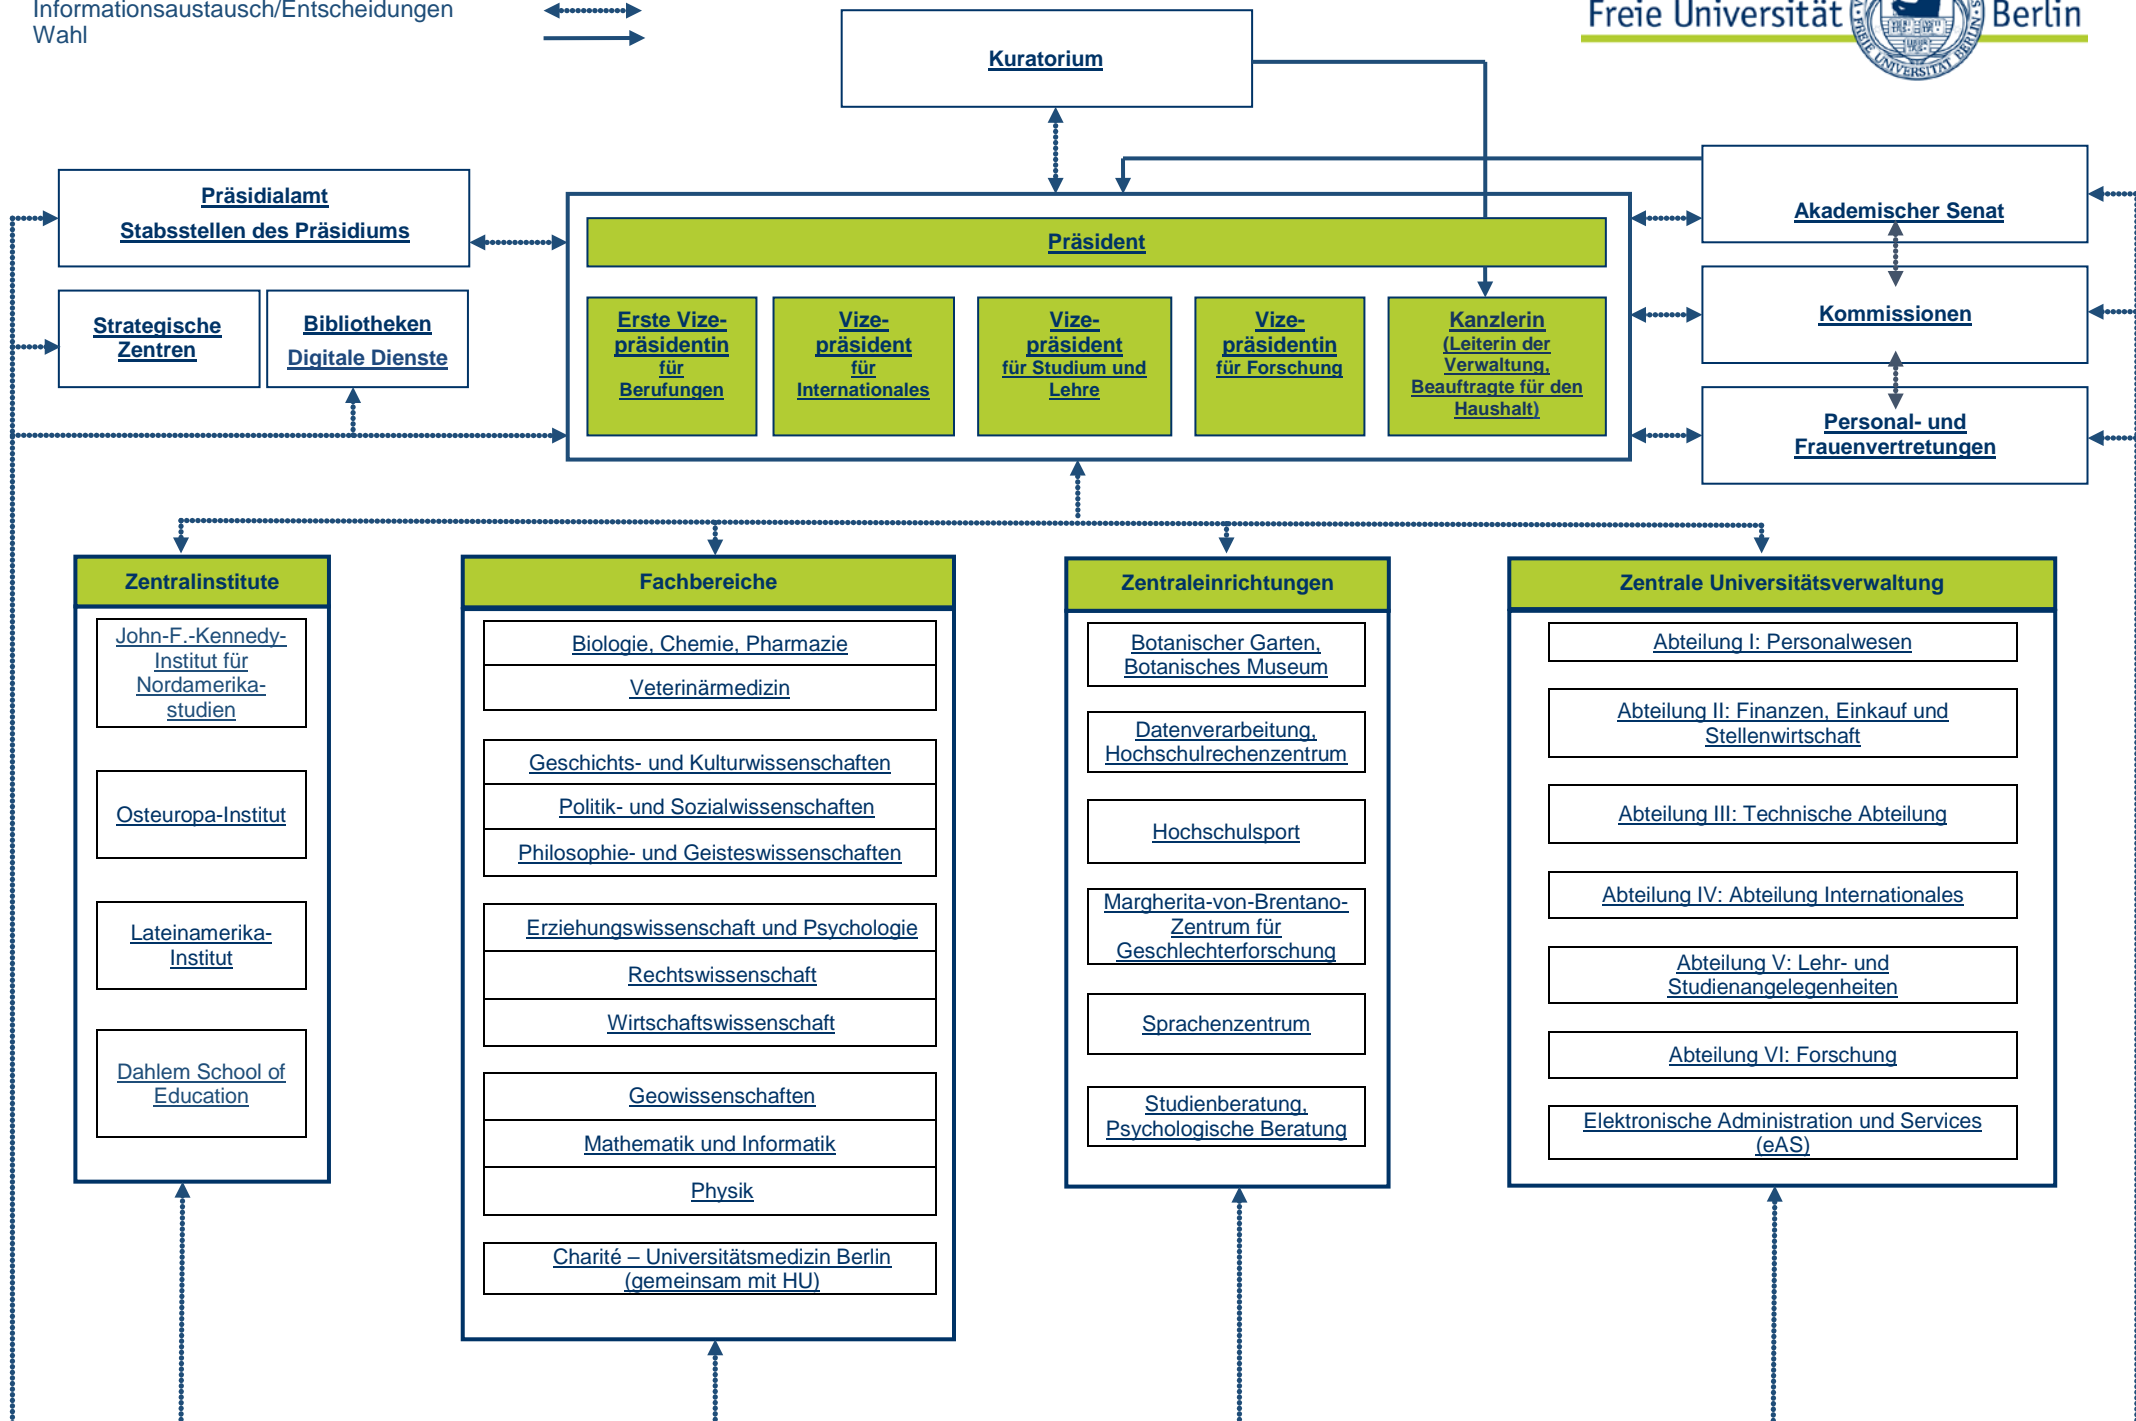 Informationsaustausch/Entscheidungen
Wahl
Freie Universität Berlin
Kuratorium
Präsidialamt
Stabsstellen des Präsidiums
Akademischer Senat
Präsident
Strategische
Zentren
Bibliotheken
Digitale Dienste
Erste Vize-
präsidentin
für
Berufungen
Vize-
präsident
für
Internationales
Vize-
präsident
für Studium und
Lehre
Vize-
präsidentin
für Forschung
Kanzlerin
(Leiterin der
Verwaltung,
Beauftragte für den
Haushalt)
Kommissionen
Personal- und
Frauenvertretungen
Zentralinstitute
John-F.-Kennedy-
Institut für
Nordamerika-
studien
Osteuropa-Institut
Lateinamerika-
Institut
Dahlem School of
Education
Fachbereiche
Biologie, Chemie, Pharmazie
Veterinärmedizin
Geschichts- und Kulturwissenschaften
Politik- und Sozialwissenschaften
Philosophie- und Geisteswissenschaften
Erziehungswissenschaft und Psychologie
Rechtswissenschaft
Wirtschaftswissenschaft
Geowissenschaften
Mathematik und Informatik
Physik
Charité – Universitätsmedizin Berlin
(gemeinsam mit HU)
Zentraleinrichtungen
Botanischer Garten,
Botanisches Museum
Datenverarbeitung,
Hochschulrechenzentrum
Hochschulsport
Margherita-von-Brentano-
Zentrum für
Geschlechterforschung
Sprachenzentrum
Studienberatung,
Psychologische Beratung
Zentrale Universitätsverwaltung
Abteilung I: Personalwesen
Abteilung II: Finanzen, Einkauf und
Stellenwirtschaft
Abteilung III: Technische Abteilung
Abteilung IV: Abteilung Internationales
Abteilung V: Lehr- und
Studienangelegenheiten
Abteilung VI: Forschung
Elektronische Administration und Services
(eAS)